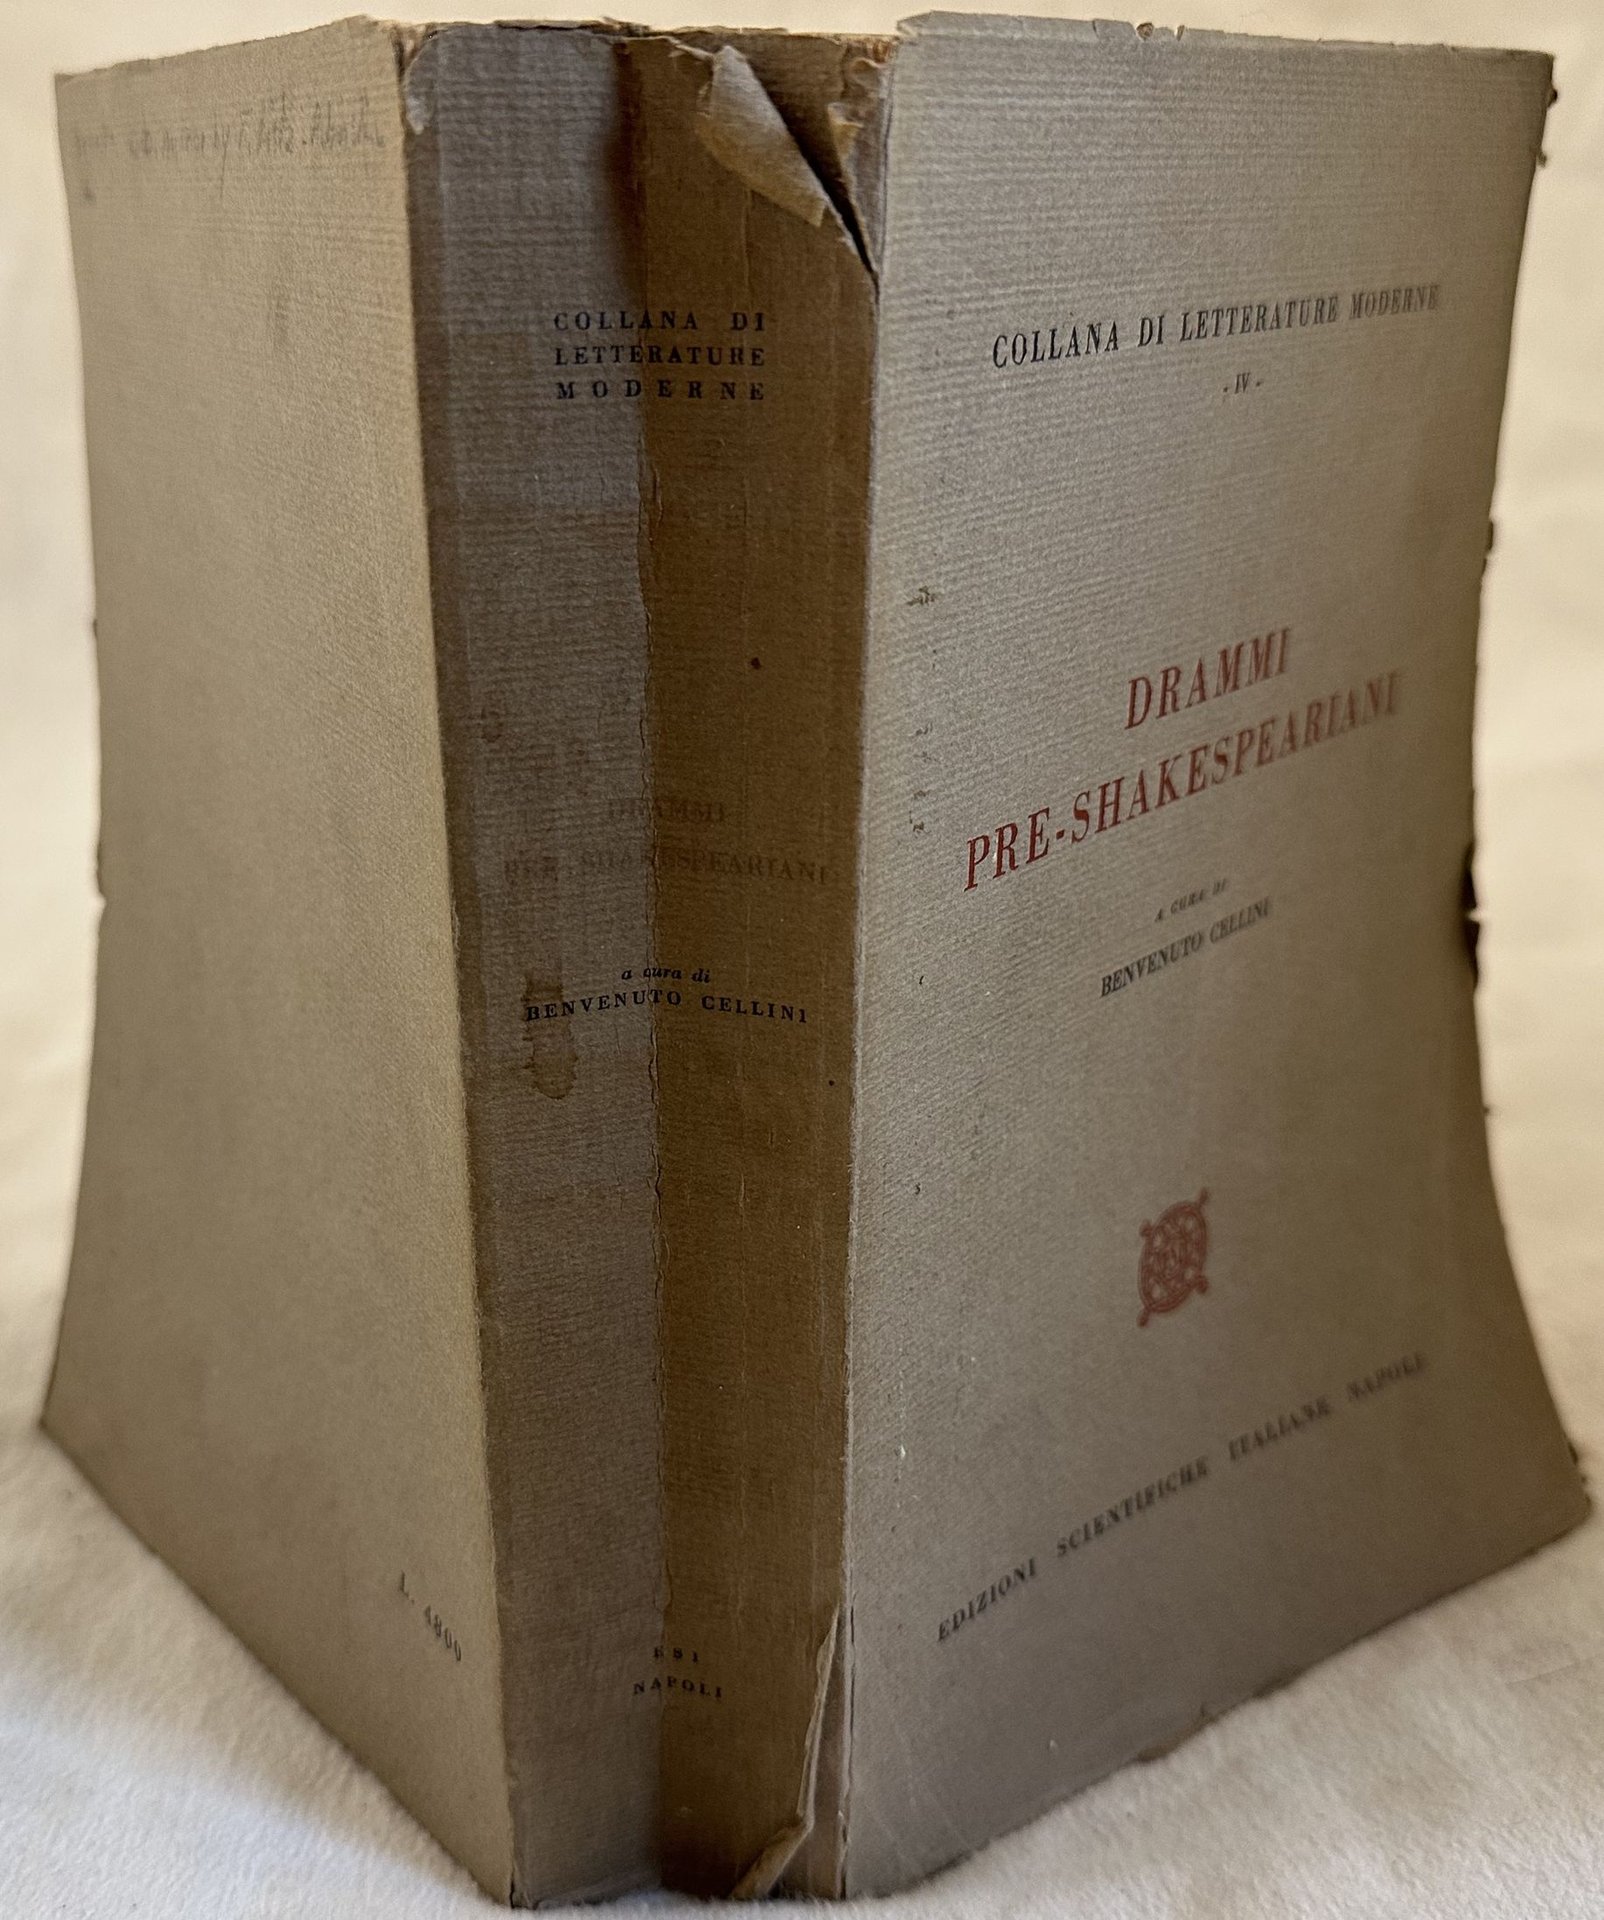 L. 4800
COLLANA DI
LETTERATURE
MODERNE
DRAMMI
PRE-SHAKESPEARIANI
a cura di
BENVENUTO CELLINI
ESI
NAPOLI
COLLANA DI LETTERATURE MODERNE
- IV -
DRAMMI
PRE-SHAKESPEARIANI
A CURA DI
BENVENUTO CELLINI
EDIZIONI SCIENTIFICHE ITALIANE NAPOLI